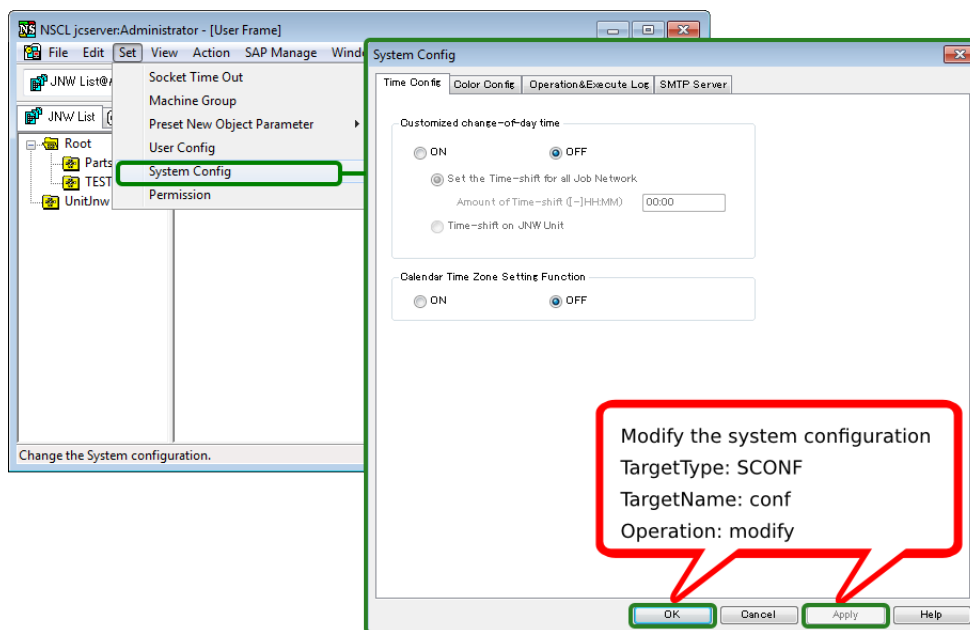 NSCL jcserver:Administrator - [User Frame]
File Edit Set View Action SAP Manage Wind
JNW List@
JNW List
Root
Parts
TEST
UnitJnw
Socket Time Out
Machine Group
Preset New Object Parameter
User Config
System Config
Permission
Change the System configuration.
System Config
Time Config Color Config Operation&Execute Log SMTP Server
Customized change-of-day time
ON OFF
Set the Time-shift for all Job Network
Amount of Time-shift ([-]HH:MM) 00:00
Time-shift on JNW Unit
Calendar Time Zone Setting Function
ON OFF
Modify the system configuration
TargetType: SCONF
TargetName: conf
Operation: modify
OK Cancel Apply Help